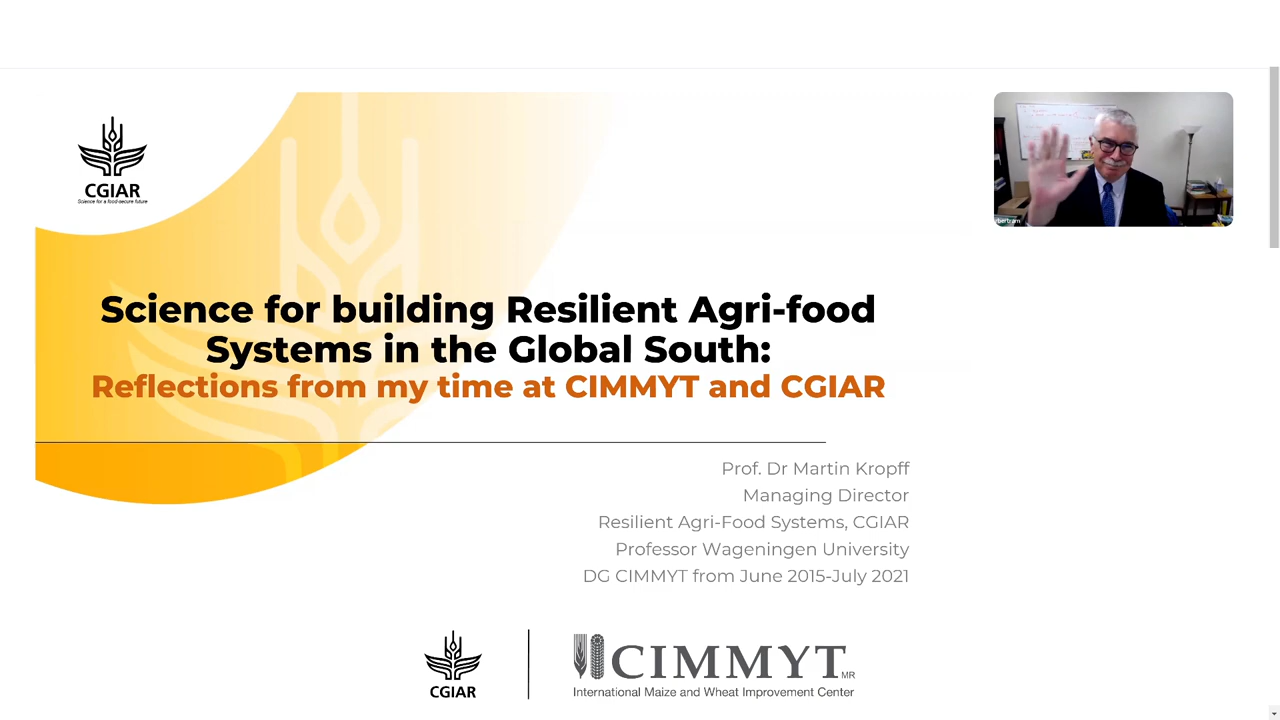 CGIAR
Science for a food-secure future
Science for building Resilient Agri-food
Systems in the Global South:
Reflections from my time at CIMMYT and CGIAR
Prof. Dr Martin Kropff
Managing Director
Resilient Agri-Food Systems, CGIAR
Professor Wageningen University
DG CIMMYT from June 2015-July 2021
CGIAR
CIMMYT MR
International Maize and Wheat Improvement Center